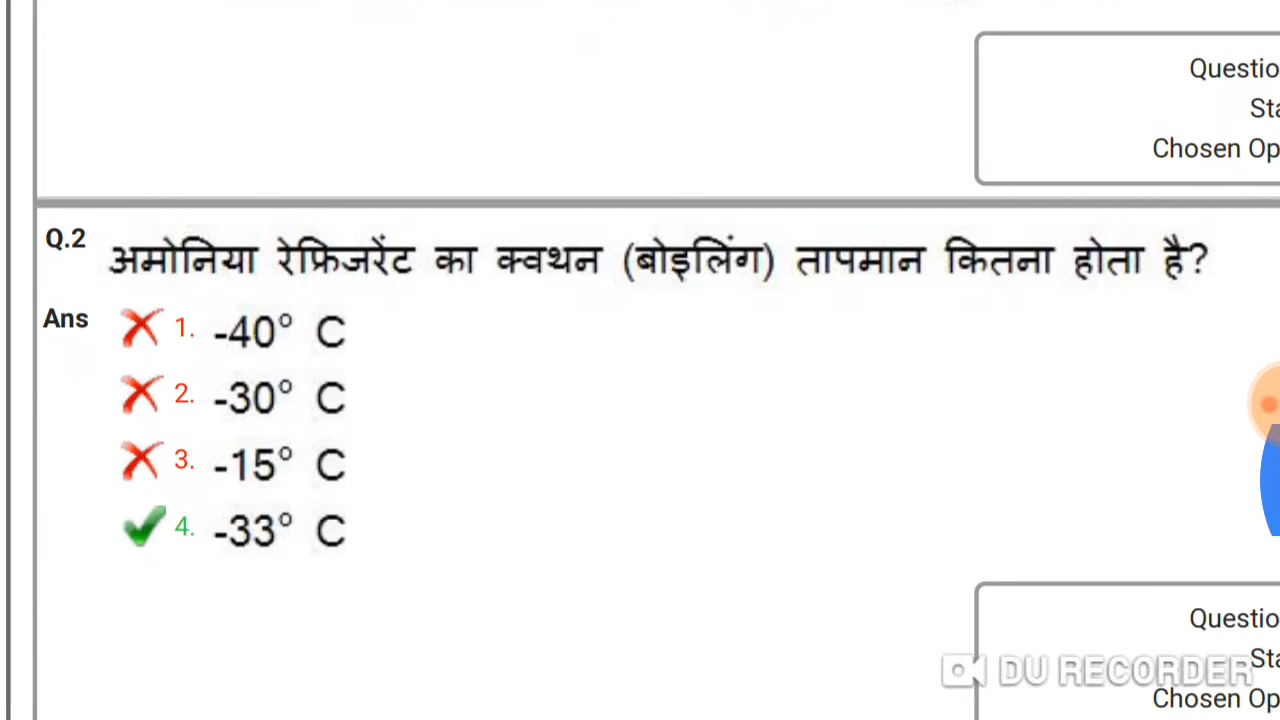 Questio
Sta
Chosen Op
Q.2 अमोनिया रेफ्रिजरेंट का क्वथन (बोइलिंग) तापमान कितना होता है?
Ans 1. -40° C
2. -30° C
3. -15° C
4. -33° C
Questio
Sta
Chosen Op
DU RECORDER